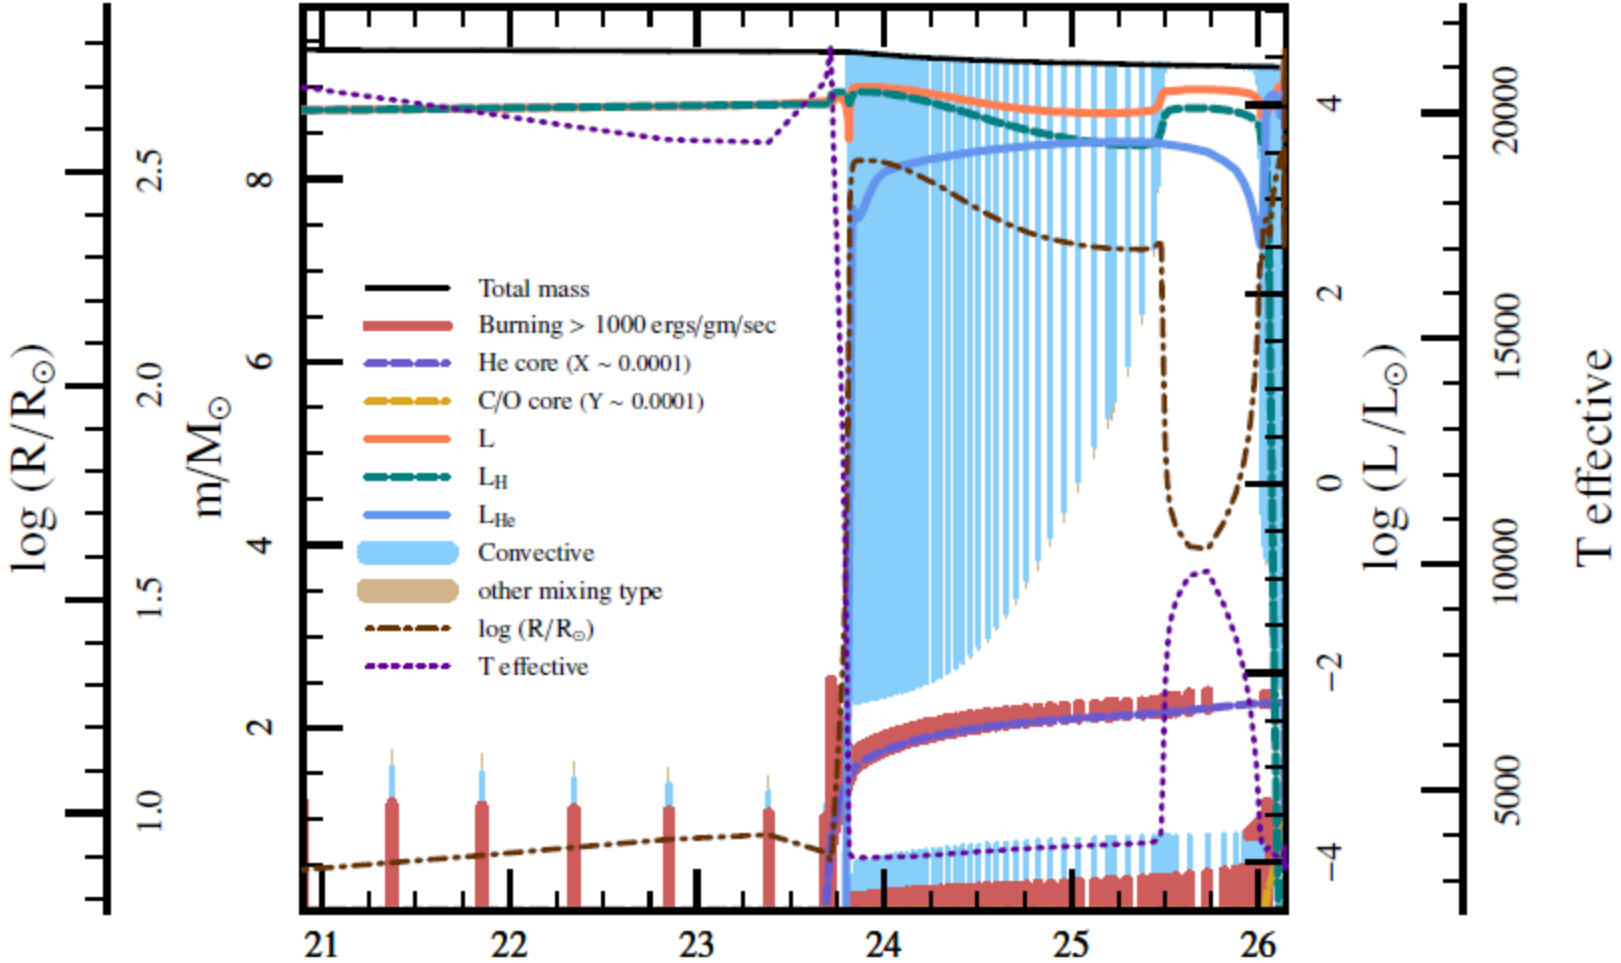 log (R/R⊙)
2.5
2.0
1.5
1.0
m/M⊙
8
6
4
2
Total mass
Burning > 1000 ergs/gm/sec
He core (X ~ 0.0001)
C/O core (Y ~ 0.0001)
L
L_H
L_He
Convective
other mixing type
log (R/R⊙)
T effective
21 22 23 24 25 26
4
2
0
−2
−4
log (L/L⊙)
20000
15000
10000
5000
T effective